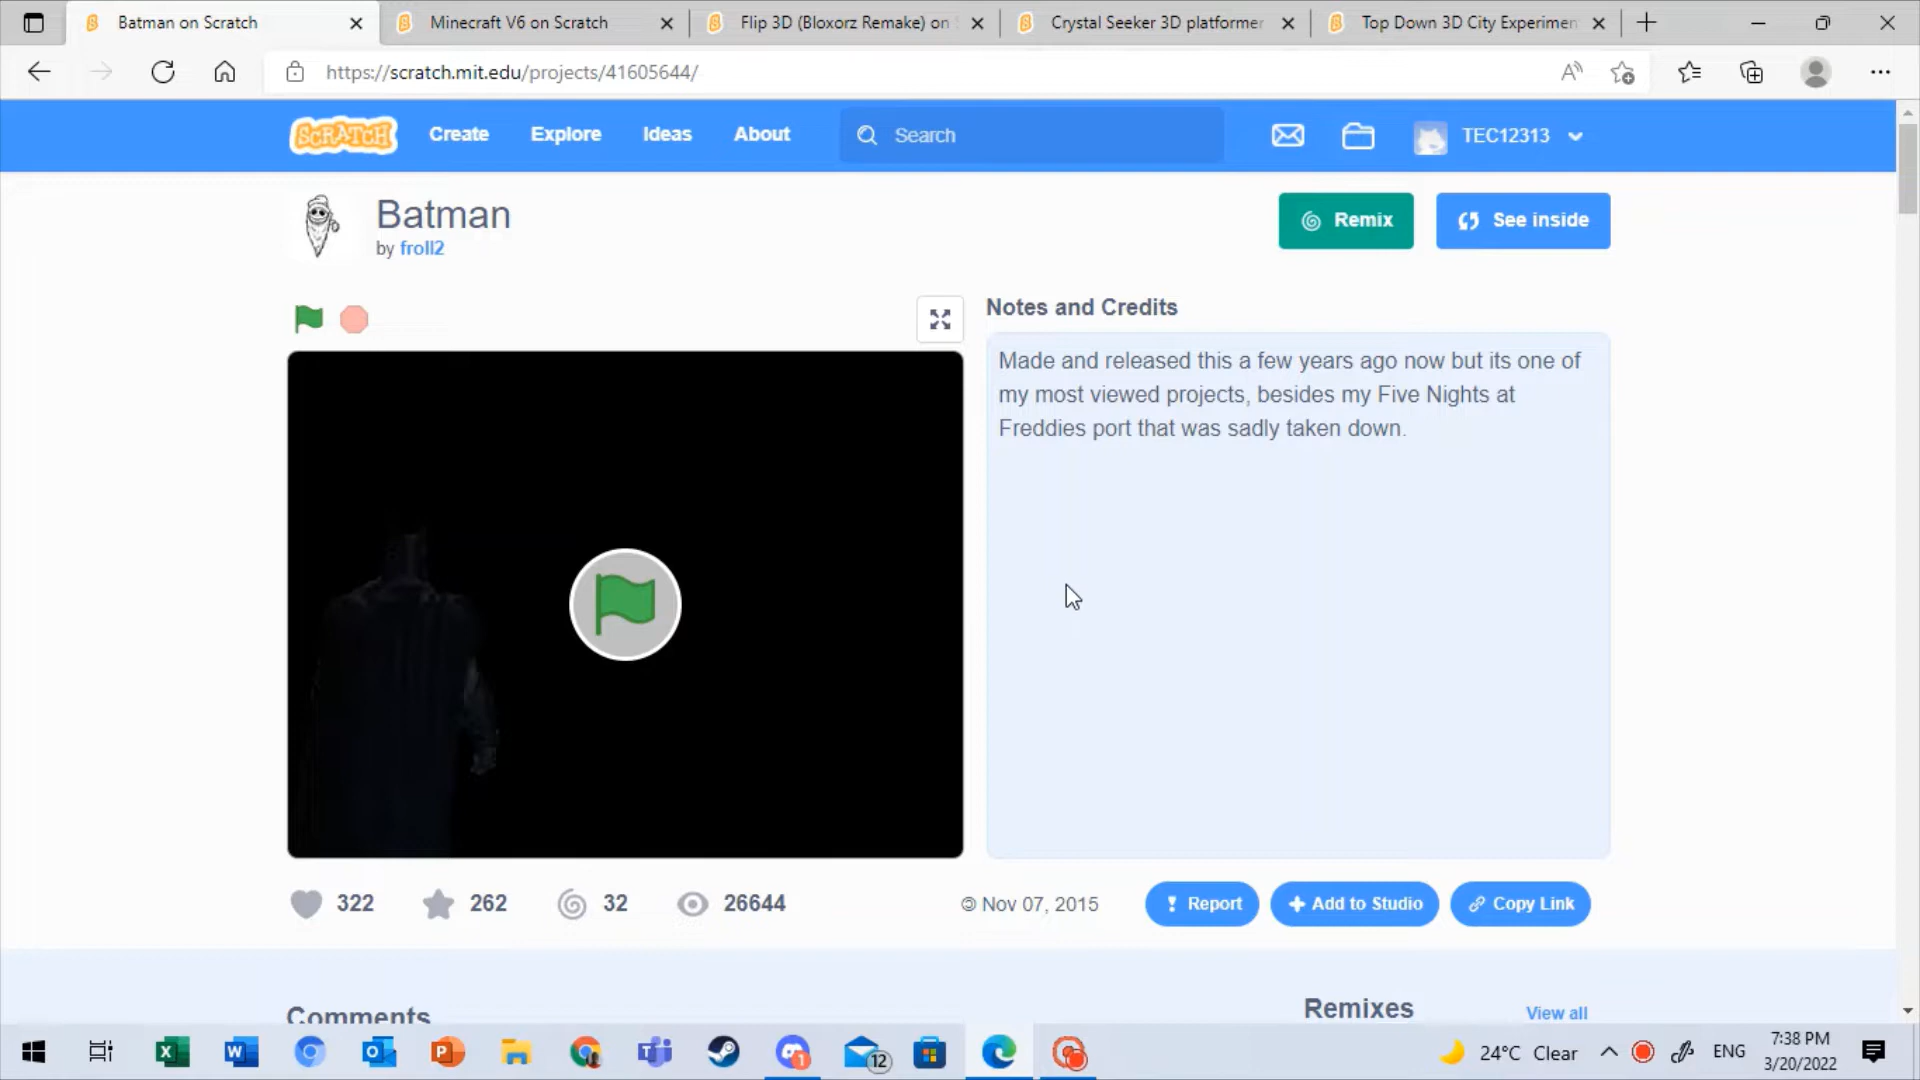 Batman on Scratch
Minecraft V6 on Scratch
Flip 3D (Bloxorz Remake) on
Crystal Seeker 3D platformer
Top Down 3D City Experimen
https://scratch.mit.edu/projects/41605644/
SCRATCH
Create
Explore
Ideas
About
Search
TEC12313
Batman
by froll2
Remix
See inside
Notes and Credits
Made and released this a few years ago now but its one of
my most viewed projects, besides my Five Nights at
Freddies port that was sadly taken down.
322
262
32
26644
© Nov 07, 2015
Report
Add to Studio
Copy Link
Comments
Remixes
View all
1
12
24°C Clear
ENG
7:38 PM
3/20/2022